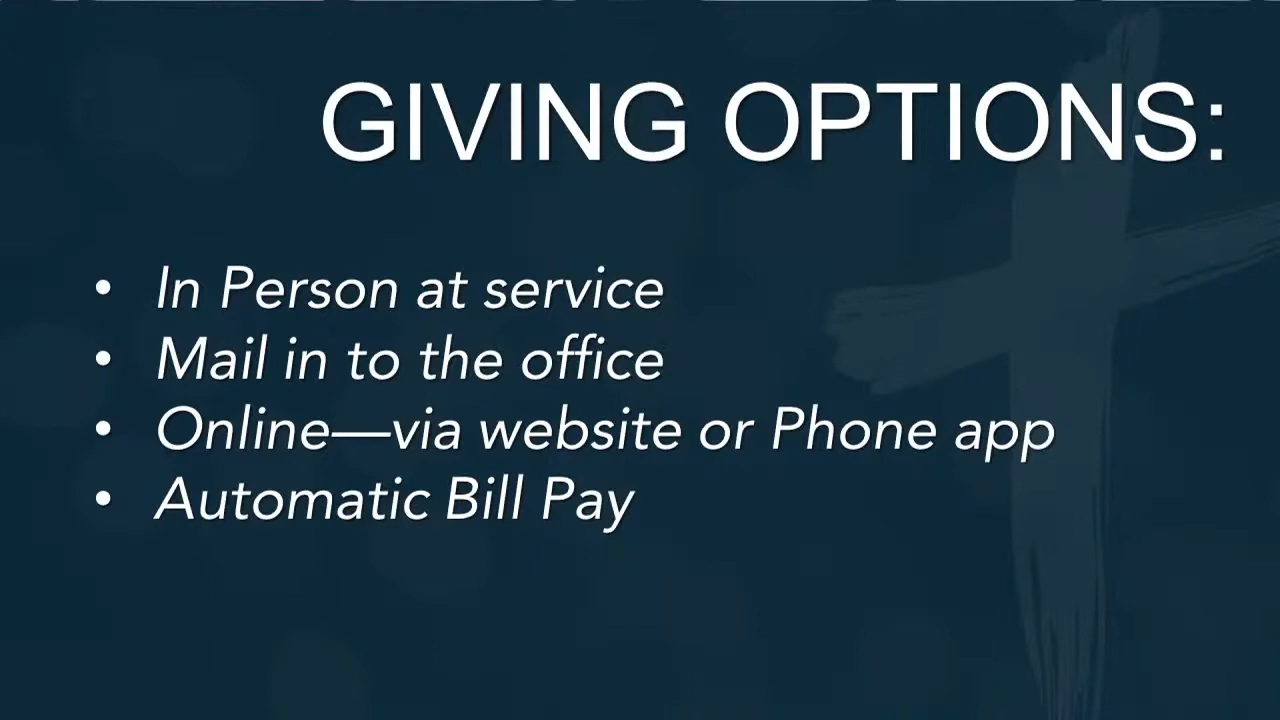 GIVING OPTIONS:
• In Person at service
• Mail in to the office
• Online—via website or Phone app
• Automatic Bill Pay